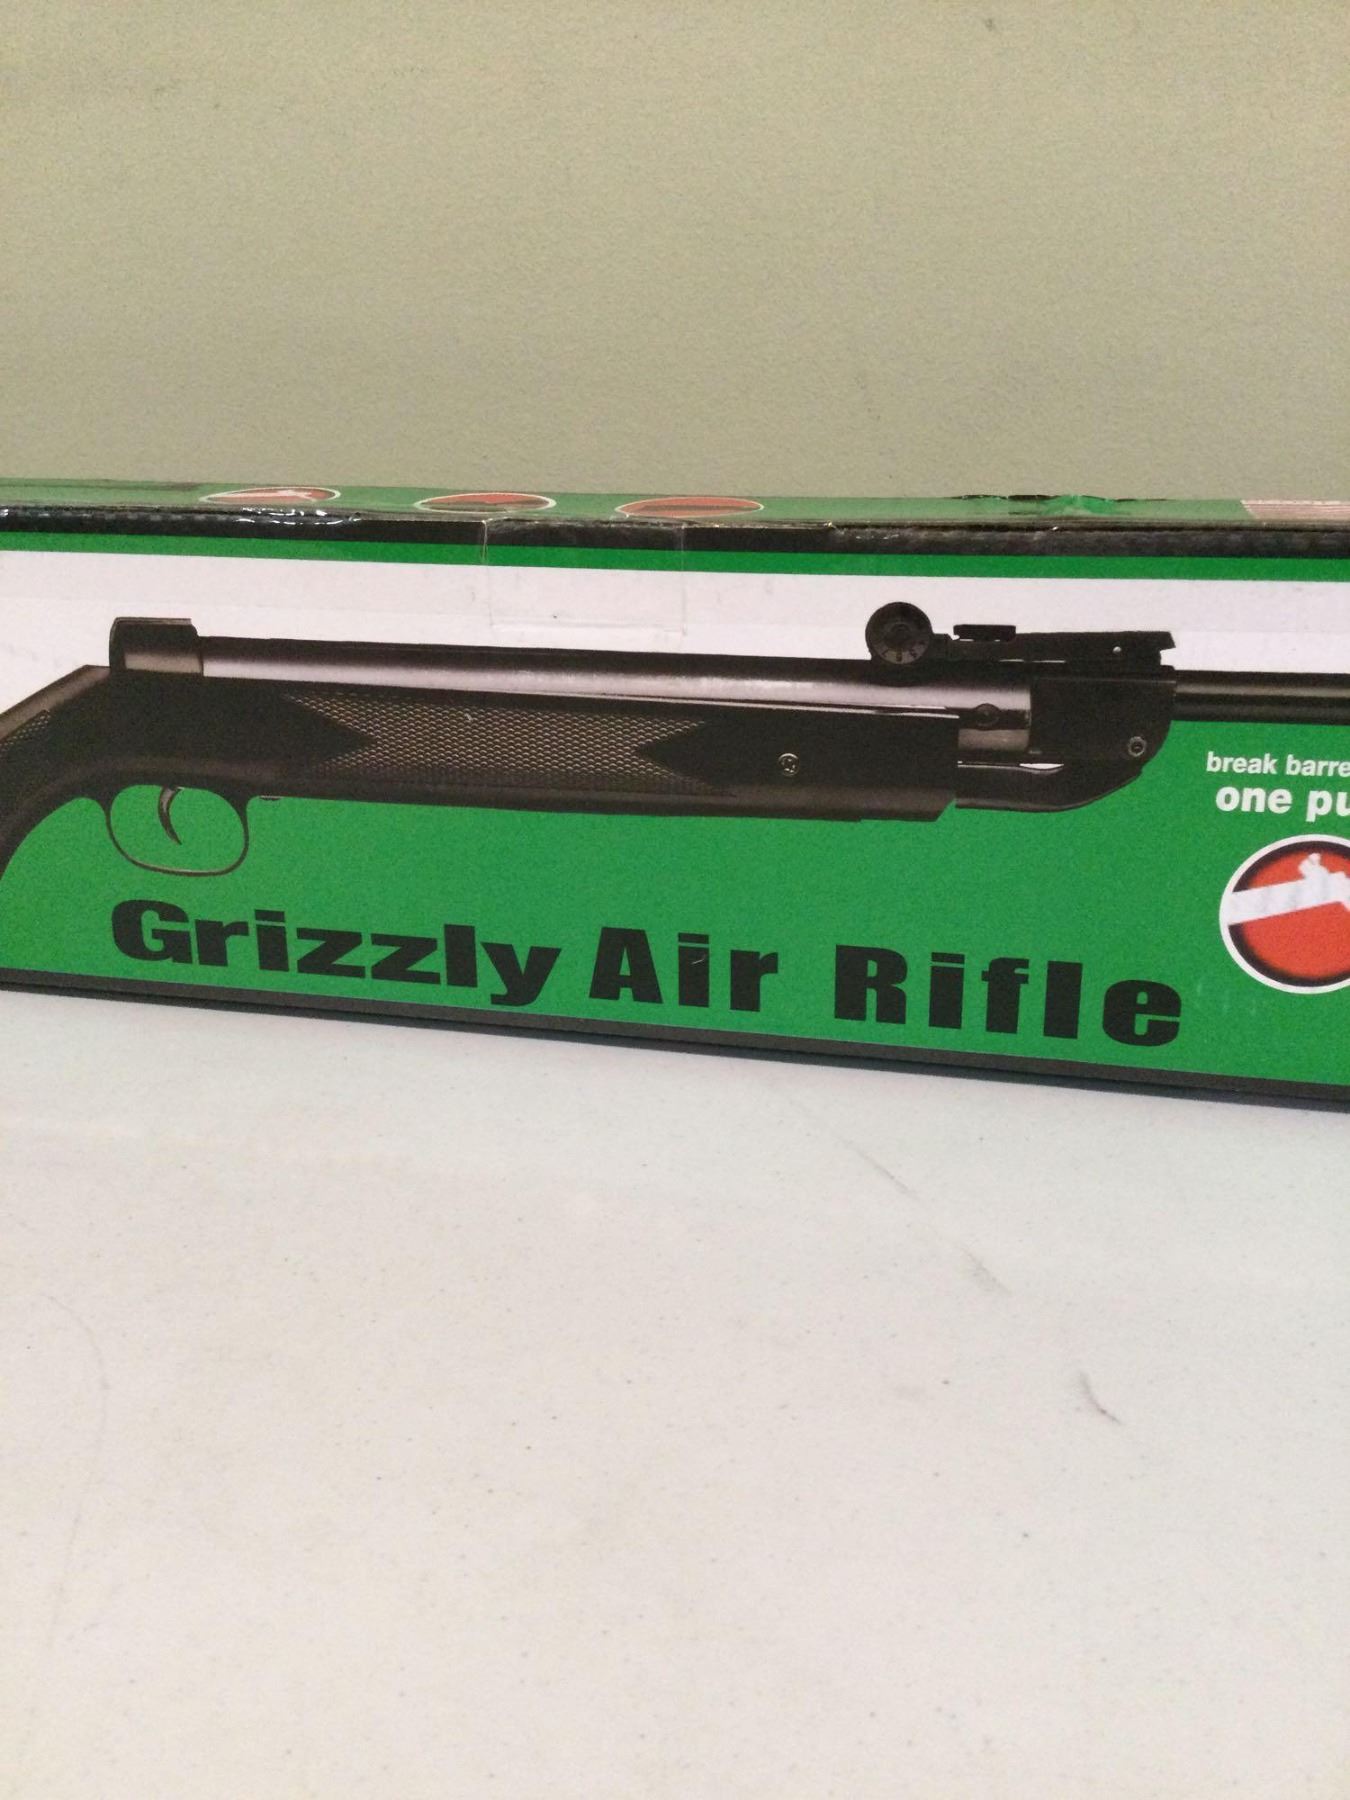 break barre
one pu
Grizzly Air Rifle